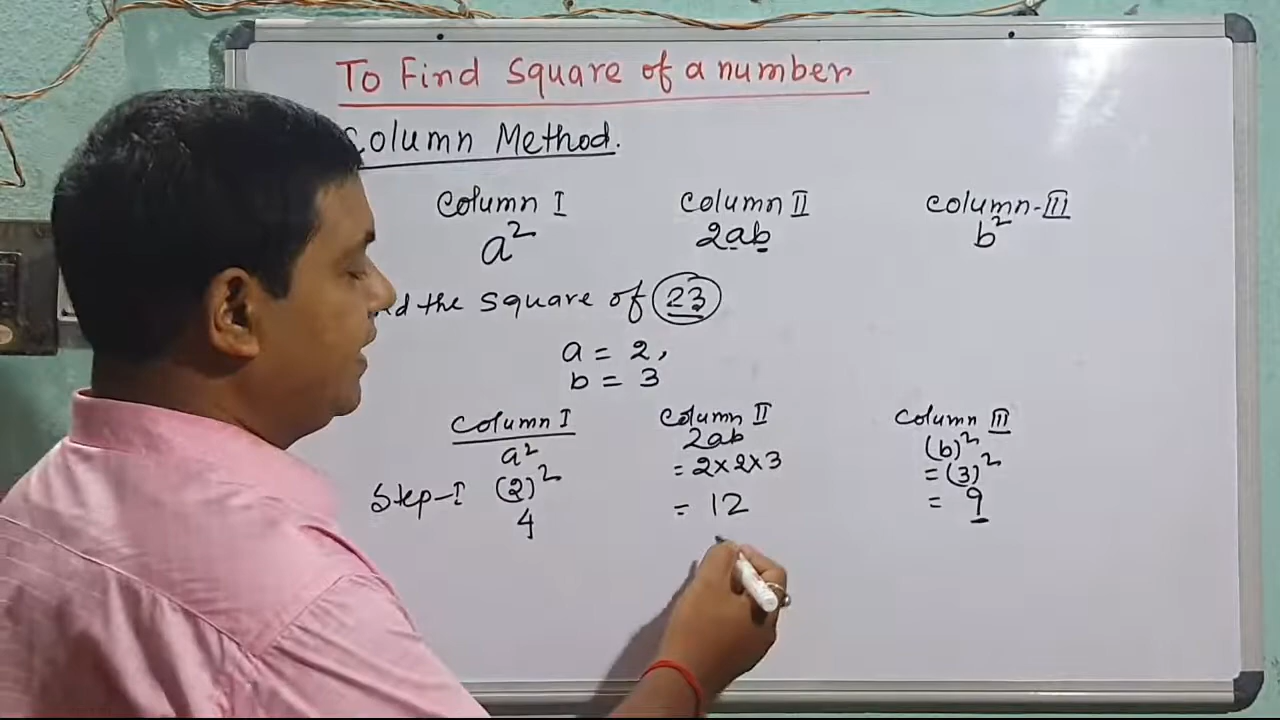 To Find Square of a number
Column Method.
Column I Column II Column-III
a² 2ab b²
the square of 23
a = 2,
b = 3
Column I Column II Column III
a² 2ab (b)²
Step-I (2)² = 2×2×3 = (3)²
4 = 12 = 9